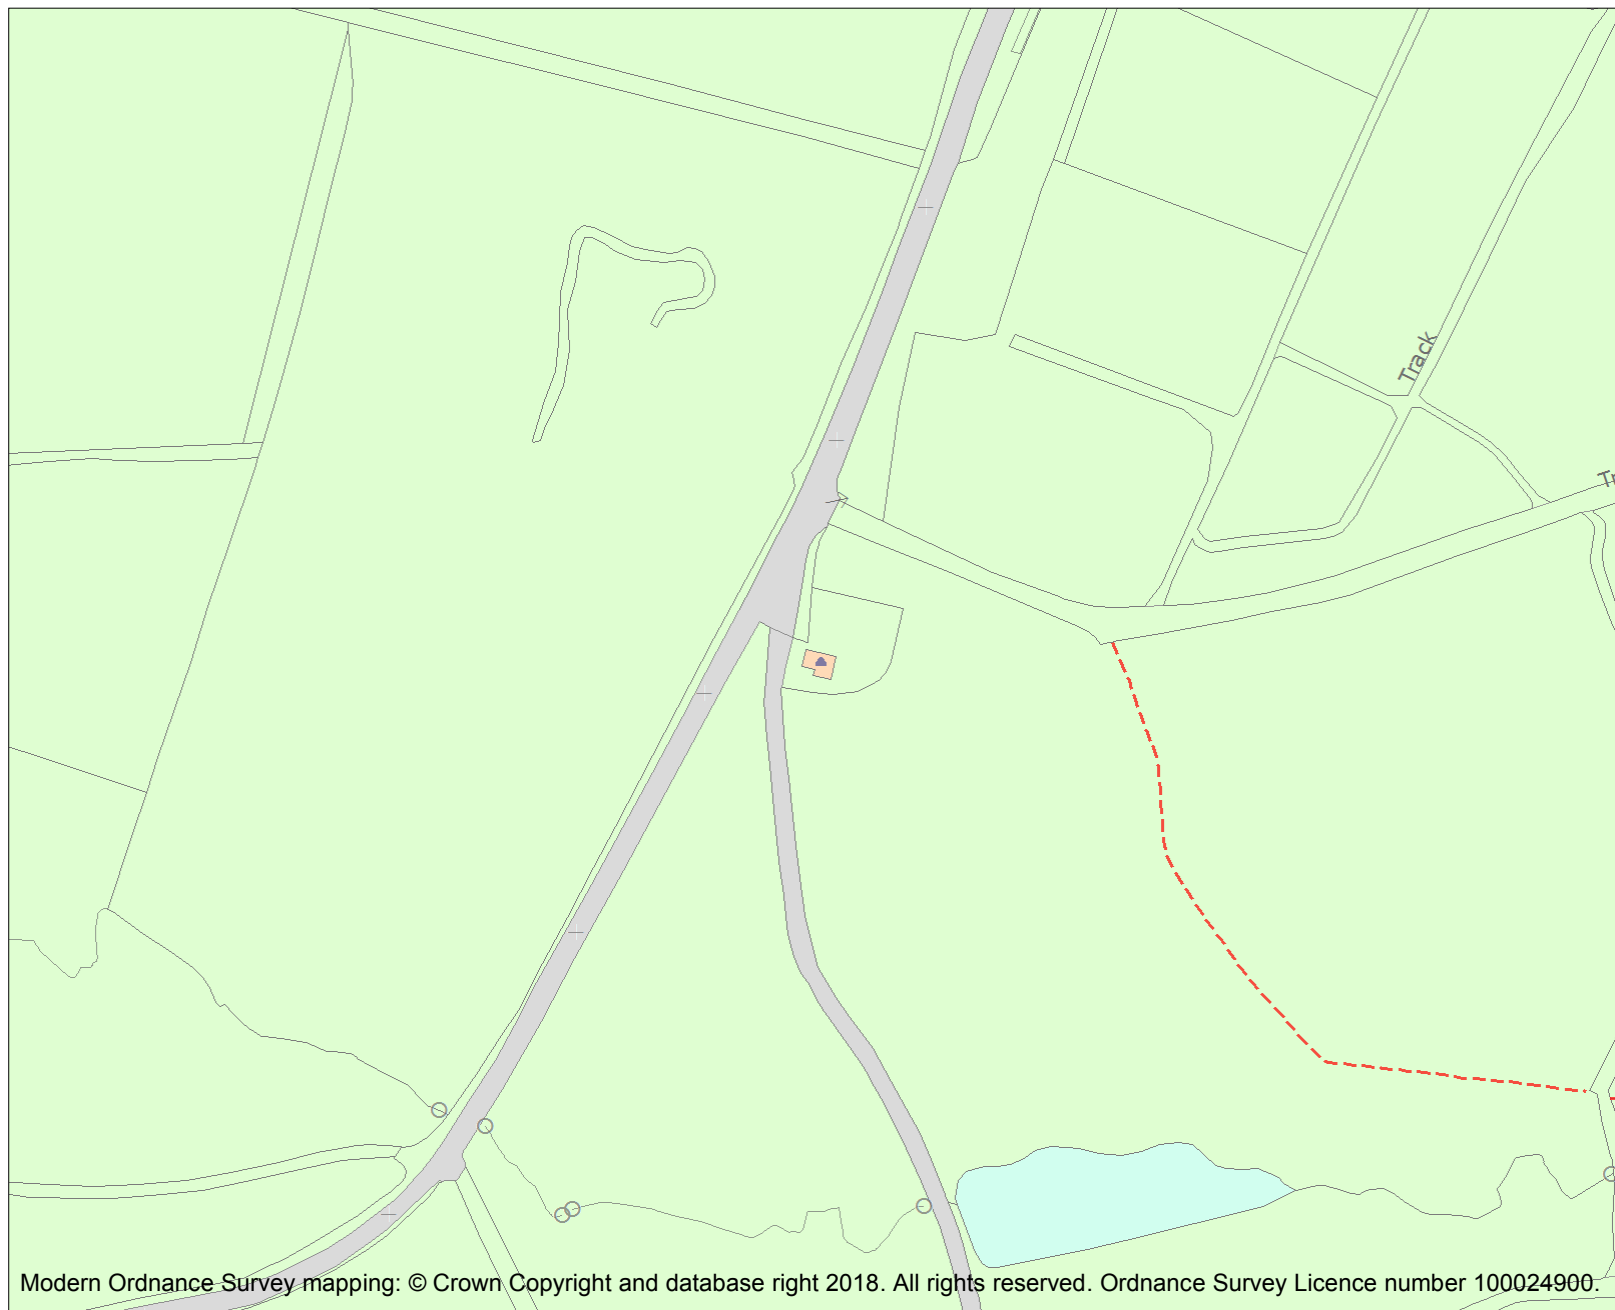 Track
Tr
Modern Ordnance Survey mapping: © Crown Copyright and database right 2018. All rights reserved. Ordnance Survey Licence number 100024900.